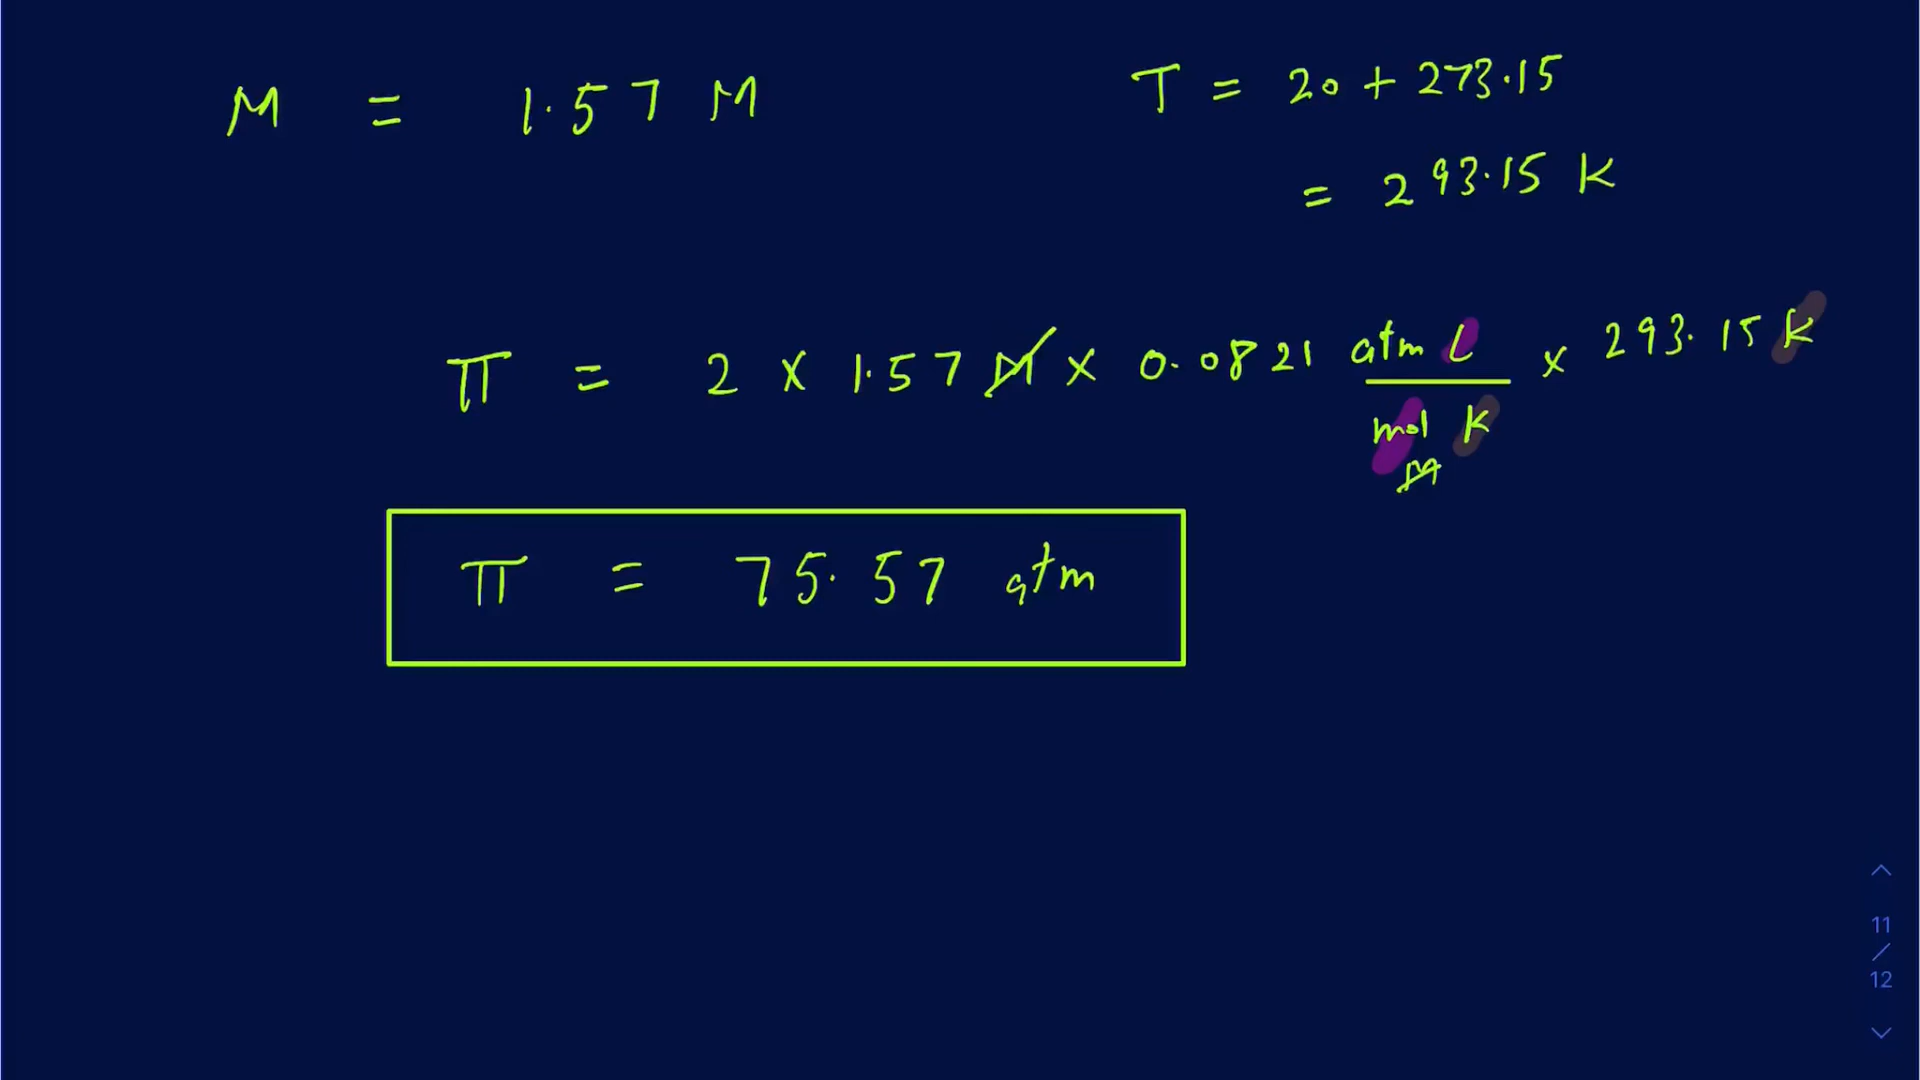 M = 1.57 M
T = 20 + 273.15
= 293.15 K
π = 2 x 1.57 M x 0.0821 atm L / mol K x 293.15 K
M
π = 75.57 atm
11
/
12